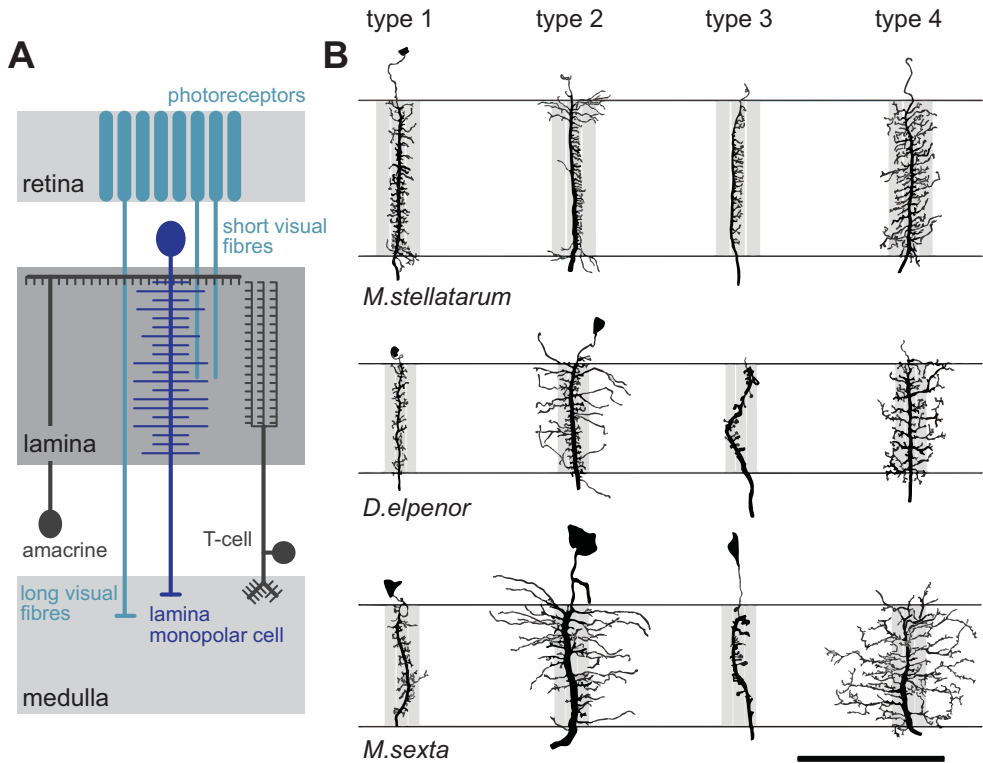 A
photoreceptors
retina
short visual
fibres
lamina
amacrine
T-cell
long visual
fibres
lamina
monopolar cell
medulla
B
type 1 type 2 type 3 type 4
M.stellatarum
D.elpenor
M.sexta